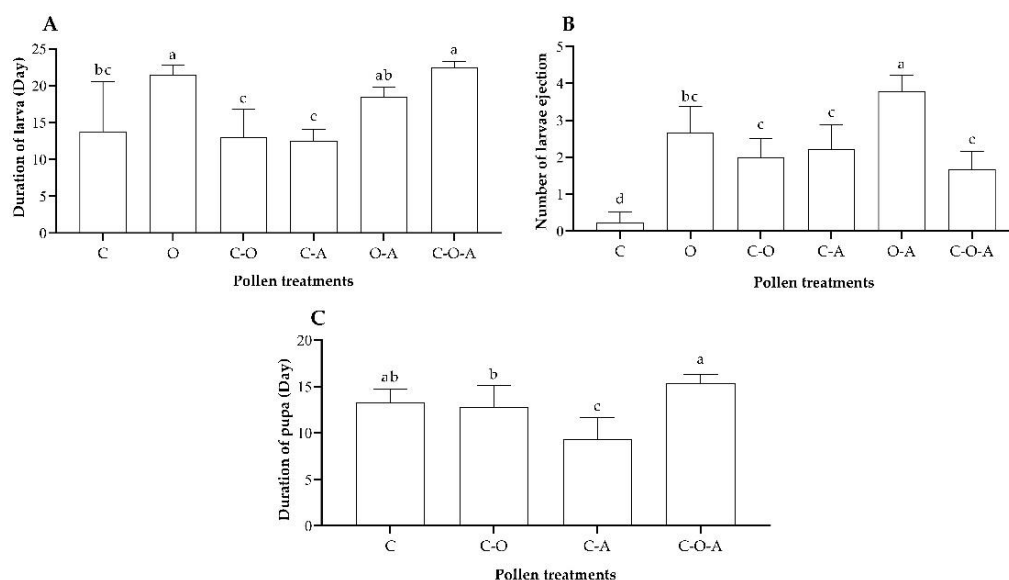 A
Duration of larva (Day)
25
20
15
10
5
0
bc
a
c
c
ab
a
C
O
C-O
C-A
O-A
C-O-A
Pollen treatments
B
Number of larvae ejection
5
4
3
2
1
0
d
bc
c
c
a
c
C
O
C-O
C-A
O-A
C-O-A
Pollen treatments
C
Duration of pupa (Day)
20
15
10
5
0
ab
b
c
a
C
C-O
C-A
C-O-A
Pollen treatments